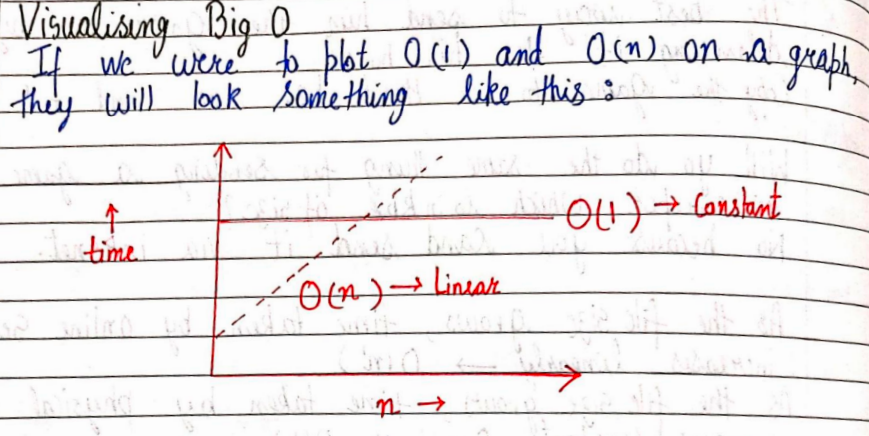 Visualising Big O
If we were to plot O(1) and O(n) on a graph,
they will look something like this :
O(1) → Constant
↑
time
O(n) → Linear
n →